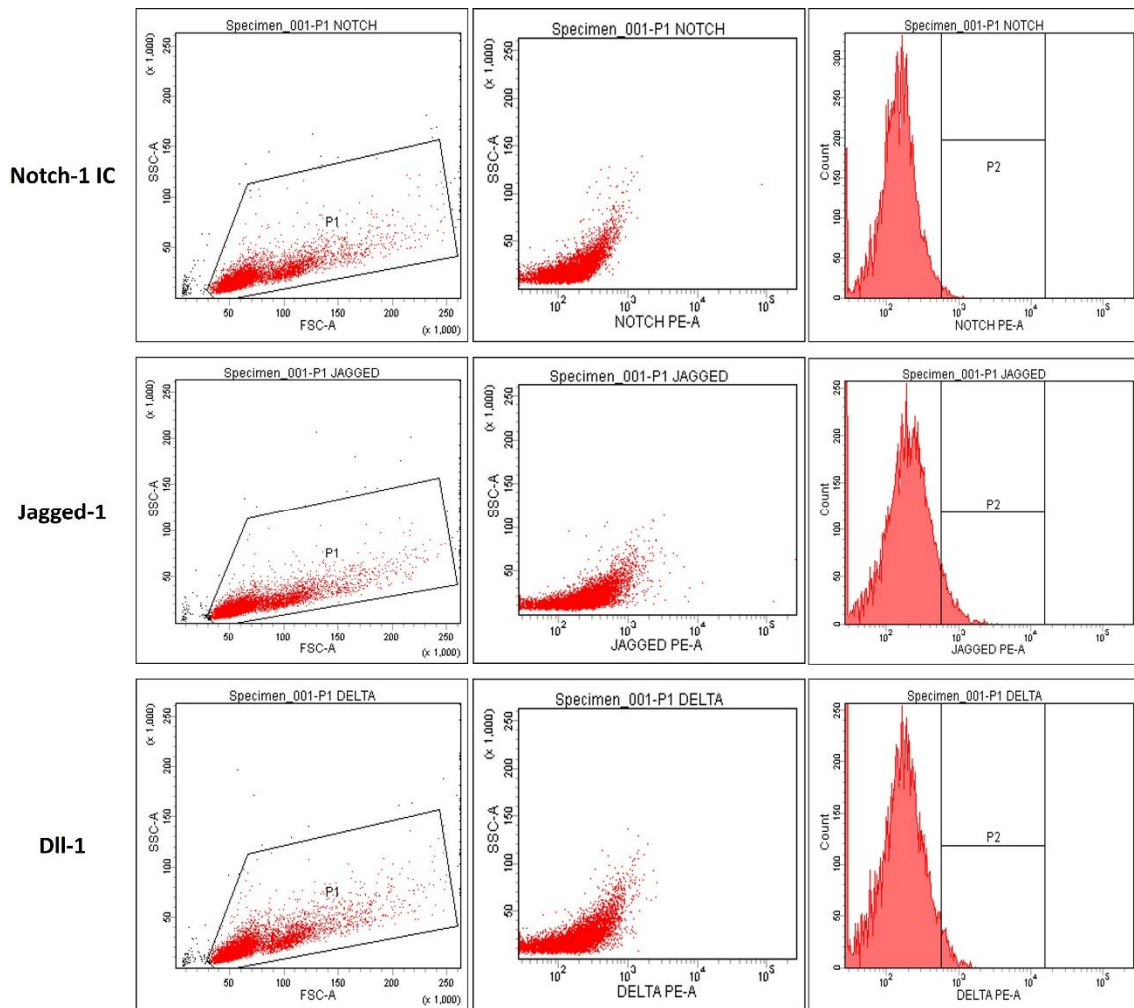 Notch-1 IC
Specimen_001-P1 NOTCH
(x 1,000)
SSC-A
250
200
150
100
50
P1
50 100 150 200 250
FSC-A
(x 1,000)
Specimen_001-P1 NOTCH
(x 1,000)
SSC-A
250
200
150
100
50
10² 10³ 10⁴ 10⁵
NOTCH PE-A
Specimen_001-P1 NOTCH
Count
300
250
200
150
100
50
0
P2
10² 10³ 10⁴ 10⁵
NOTCH PE-A
Jagged-1
Specimen_001-P1 JAGGED
(x 1,000)
SSC-A
250
200
150
100
50
P1
50 100 150 200 250
FSC-A
(x 1,000)
Specimen_001-P1 JAGGED
(x 1,000)
SSC-A
250
200
150
100
50
10² 10³ 10⁴ 10⁵
JAGGED PE-A
Specimen_001-P1 JAGGED
Count
250
200
150
100
50
0
P2
10² 10³ 10⁴ 10⁵
JAGGED PE-A
Dll-1
Specimen_001-P1 DELTA
(x 1,000)
SSC-A
250
200
150
100
50
P1
50 100 150 200 250
FSC-A
(x 1,000)
Specimen_001-P1 DELTA
(x 1,000)
SSC-A
250
200
150
100
50
10² 10³ 10⁴ 10⁵
DELTA PE-A
Specimen_001-P1 DELTA
Count
250
200
150
100
50
0
P2
10² 10³ 10⁴ 10⁵
DELTA PE-A